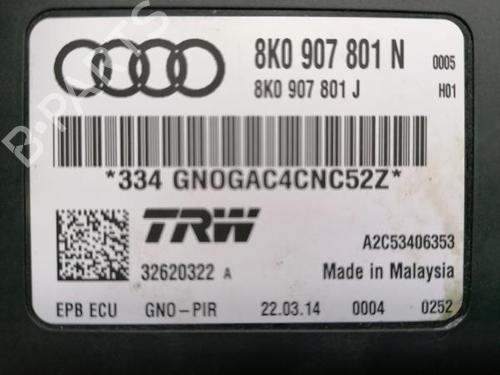 8K0 907 801 N 0005
8K0 907 801 J H01
*334 GNOGAC4CNC52Z*
TRW A2C53406353
32620322 A Made in Malaysia
EPB ECU GNO-PIR 22.03.14 0004 0252
B-PARTS